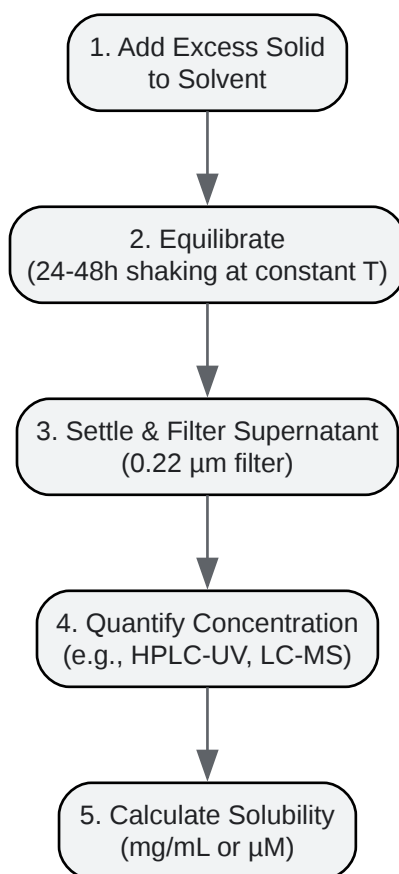 1. Add Excess Solid
to Solvent
2. Equilibrate
(24-48h shaking at constant T)
3. Settle & Filter Supernatant
(0.22 µm filter)
4. Quantify Concentration
(e.g., HPLC-UV, LC-MS)
5. Calculate Solubility
(mg/mL or µM)